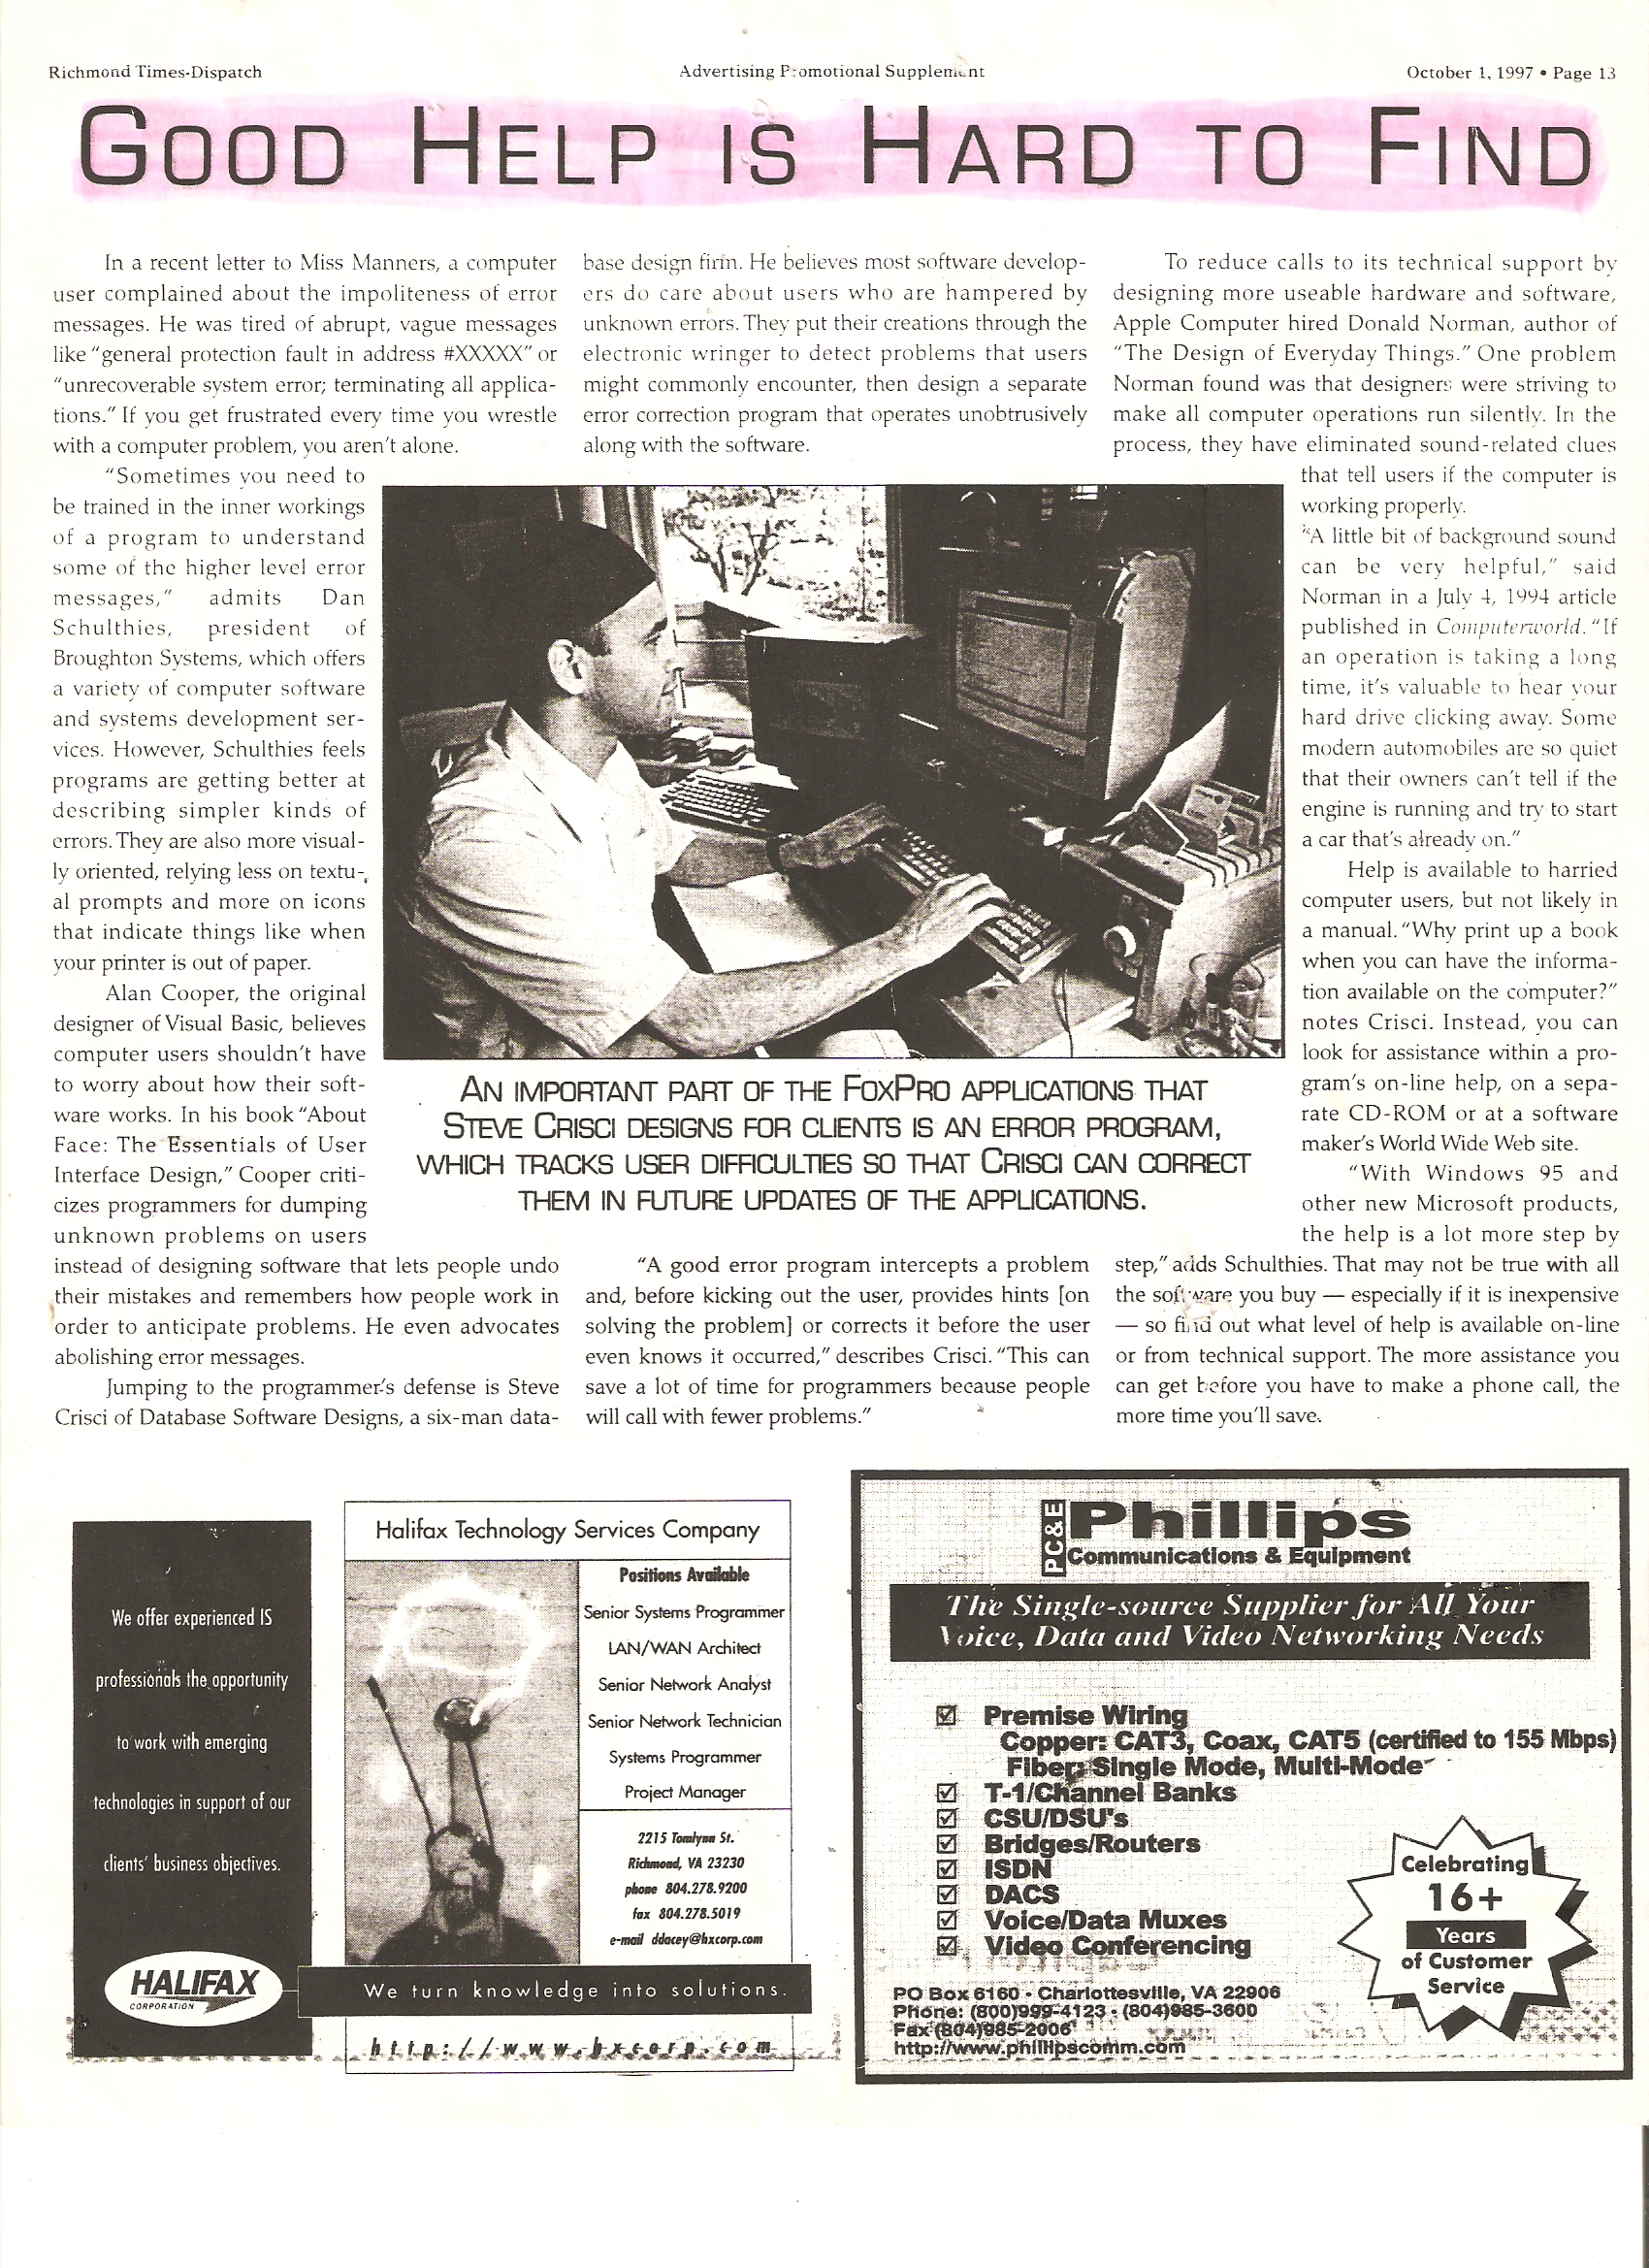 Richmond Times-Dispatch
Advertising Promotional Supplement
October 1, 1997 • Page 13
GOOD HELP IS HARD TO FIND
In a recent letter to Miss Manners, a computer
user complained about the impoliteness of error
messages. He was tired of abrupt, vague messages
like "general protection fault in address #XXXXX" or
"unrecoverable system error; terminating all applica-
tions." If you get frustrated every time you wrestle
with a computer problem, you aren't alone.
"Sometimes you need to
be trained in the inner workings
of a program to understand
some of the higher level error
messages," admits Dan
Schulthies, president of
Broughton Systems, which offers
a variety of computer software
and systems development ser-
vices. However, Schulthies feels
programs are getting better at
describing simpler kinds of
errors. They are also more visual-
ly oriented, relying less on textu-
al prompts and more on icons
that indicate things like when
your printer is out of paper.
Alan Cooper, the original
designer of Visual Basic, believes
computer users shouldn't have
to worry about how their soft-
ware works. In his book "About
Face: The Essentials of User
Interface Design," Cooper criti-
cizes programmers for dumping
unknown problems on users
instead of designing software that lets people undo
their mistakes and remembers how people work in
order to anticipate problems. He even advocates
abolishing error messages.
Jumping to the programmer's defense is Steve
Crisci of Database Software Designs, a six-man data-
base design firm. He believes most software develop-
ers do care about users who are hampered by
unknown errors. They put their creations through the
electronic wringer to detect problems that users
might commonly encounter, then design a separate
error correction program that operates unobtrusively
along with the software.
AN IMPORTANT PART OF THE FOXPRO APPLICATIONS THAT
STEVE CRISCI DESIGNS FOR CLIENTS IS AN ERROR PROGRAM,
WHICH TRACKS USER DIFFICULTIES SO THAT CRISCI CAN CORRECT
THEM IN FUTURE UPDATES OF THE APPLICATIONS.
"A good error program intercepts a problem
and, before kicking out the user, provides hints [on
solving the problem] or corrects it before the user
even knows it occurred," describes Crisci. "This can
save a lot of time for programmers because people
will call with fewer problems."
To reduce calls to its technical support by
designing more useable hardware and software,
Apple Computer hired Donald Norman, author of
"The Design of Everyday Things." One problem
Norman found was that designers were striving to
make all computer operations run silently. In the
process, they have eliminated sound-related clues
that tell users if the computer is
working properly.
"A little bit of background sound
can be very helpful," said
Norman in a July 4, 1994 article
published in Computerworld. "If
an operation is taking a long
time, it's valuable to hear your
hard drive clicking away. Some
modern automobiles are so quiet
that their owners can't tell if the
engine is running and try to start
a car that's already on."
Help is available to harried
computer users, but not likely in
a manual. "Why print up a book
when you can have the informa-
tion available on the computer?"
notes Crisci. Instead, you can
look for assistance within a pro-
gram's on-line help, on a sepa-
rate CD-ROM or at a software
maker's World Wide Web site.
"With Windows 95 and
other new Microsoft products,
the help is a lot more step by
step," adds Schulthies. That may not be true with all
the software you buy — especially if it is inexpensive
— so find out what level of help is available on-line
or from technical support. The more assistance you
can get before you have to make a phone call, the
more time you'll save.
We offer experienced IS
professionals the opportunity
to work with emerging
technologies in support of our
clients' business objectives.
HALIFAX
CORPORATION
Halifax Technology Services Company
Positions Available
Senior Systems Programmer
LAN/WAN Architect
Senior Network Analyst
Senior Network Technician
Systems Programmer
Project Manager
2215 Tomlynn St.
Richmond, VA 23230
phone 804.278.9200
fax 804.278.5019
e-mail ddacey@hxcorp.com
We turn knowledge into solutions.
http://www.hxcorp.com
PC&E
Phillips
Communications & Equipment
The Single-source Supplier for All Your
Voice, Data and Video Networking Needs
Premise Wiring
Copper: CAT3, Coax, CAT5 (certified to 155 Mbps)
Fiber: Single Mode, Multi-Mode
T-1/Channel Banks
CSU/DSU's
Bridges/Routers
ISDN
DACS
Voice/Data Muxes
Video Conferencing
Celebrating
16+
Years
of Customer
Service
PO Box 6160 • Charlottesville, VA 22906
Phone: (800)999-4123 • (804)985-3600
Fax (804)985-2006
http://www.phillipscomm.com